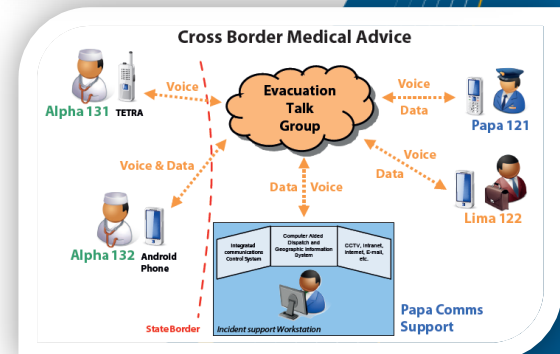 Cross Border Medical Advice
Evacuation
Talk
Group
Voice
Alpha 131 TETRA
Voice
Data
Papa 121
Voice & Data
Voice
Data
Lima 122
Data Voice
Alpha 132 Android
Phone
Integrated
communications
Control System
Computer Aided
Dispatch and
Geographic Information
System
CCTV, Intranet,
Internet, E-mail,
etc.
State Border
Incident support Workstation
Papa Comms
Support